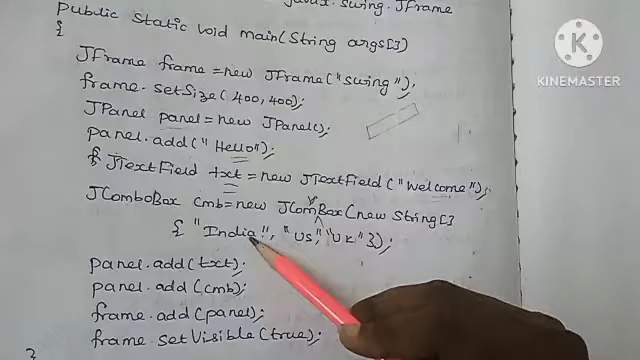 javax.swing.JFrame
public static void main(String args[])
{
JFrame frame = new JFrame("swing");
frame.setSize(400,400);
JPanel panel = new JPanel();
panel.add("Hello");
JTextField txt = new JTextField("welcome");
JComboBox cmb = new JComBox(new String[]
{ "India", "US", "UK" });
panel.add(txt);
panel.add(cmb);
frame.add(panel);
frame.setVisible(true);
}
KINEMASTER